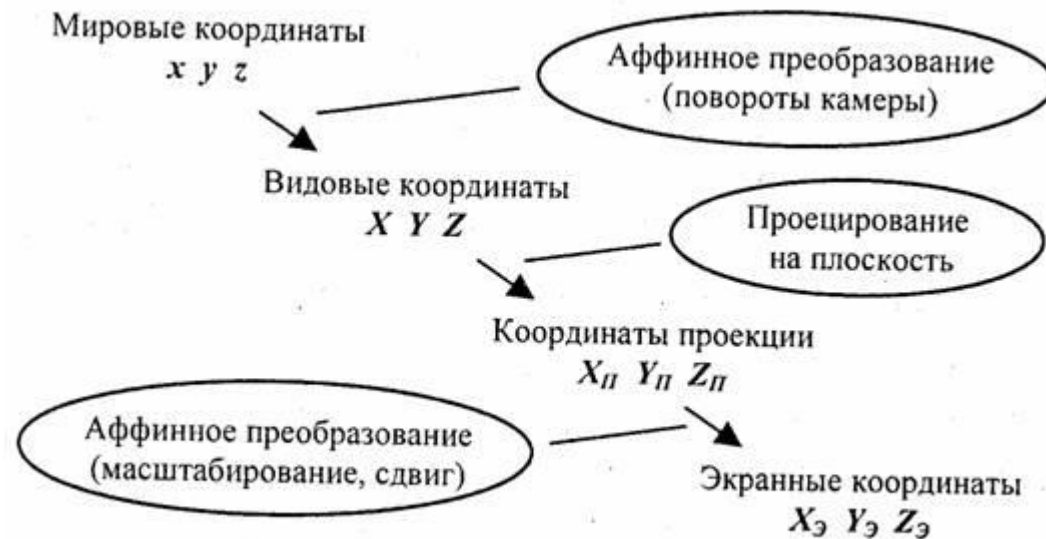 Мировые координаты
x y z
Аффинное преобразование
(повороты камеры)
Видовые координаты
X Y Z
Проецирование
на плоскость
Координаты проекции
XП YП ZП
Аффинное преобразование
(масштабирование, сдвиг)
Экранные координаты
XЭ YЭ ZЭ